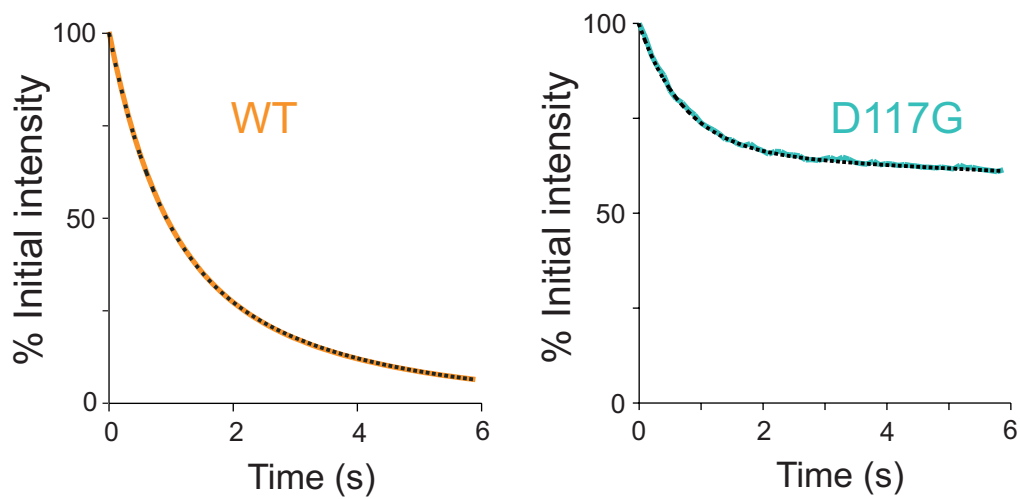 % Initial intensity
100
50
0
WT
0 2 4 6
Time (s)
% Initial intensity
100
50
0
D117G
0 2 4 6
Time (s)